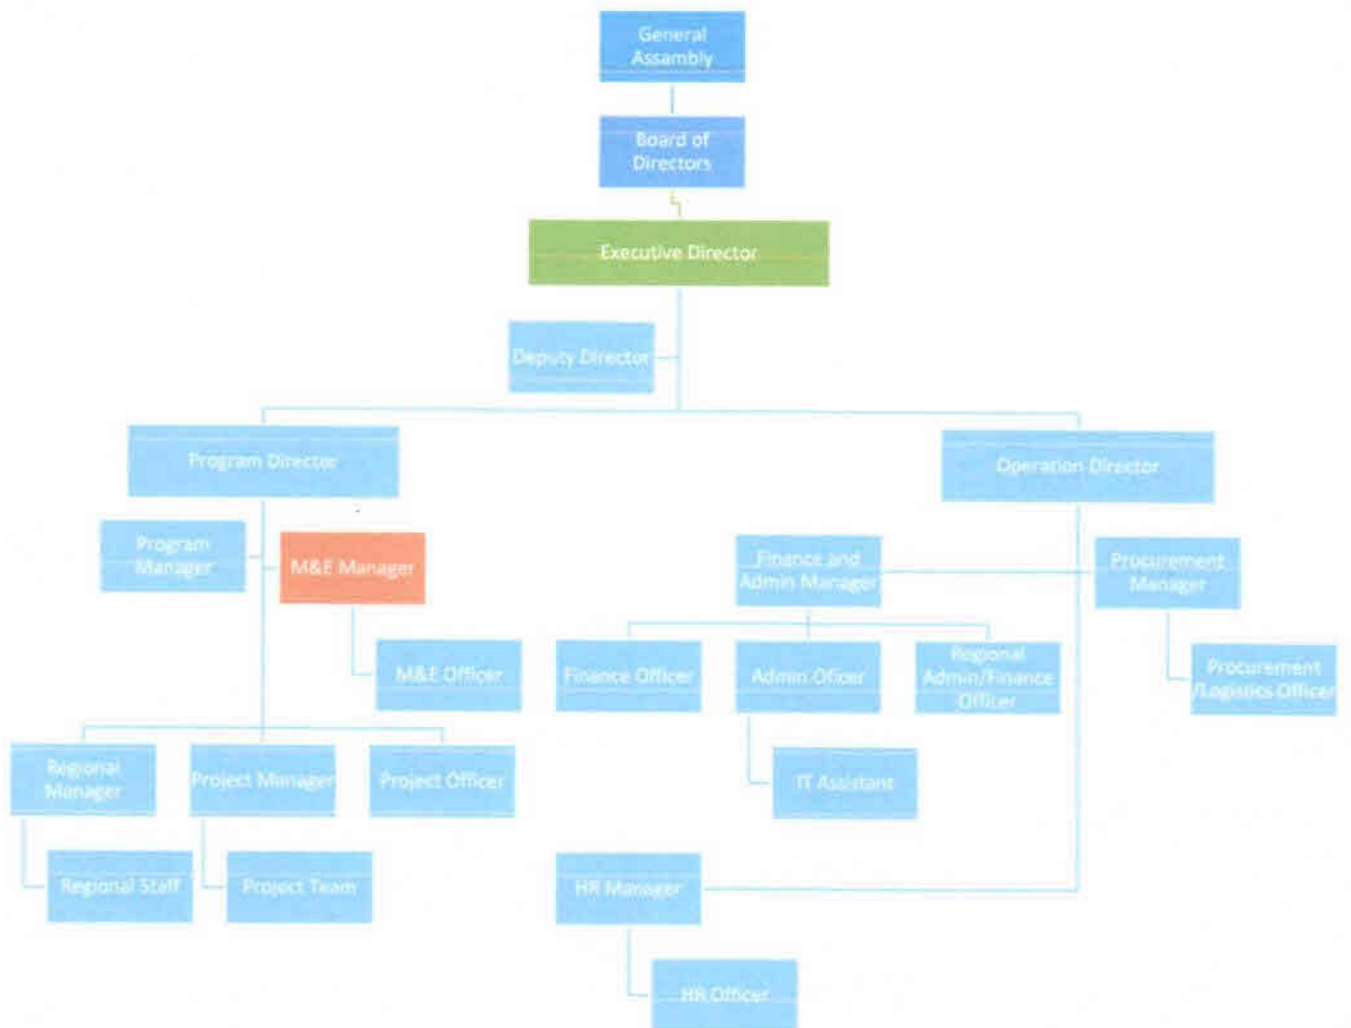 General
Assambly
Board of
Directors
Executive Director
Deputy Director
Program Director
Operation Director
Program
Manager
M&E Manager
Finance and
Admin Manager
Procurement
Manager
M&E Officer
Finance Officer
Admin Oficer
Regional
Admin/Finance
Officer
Procurement
/Logistics Officer
Regional
Manager
Project Manager
Project Officer
IT Assistant
Regional Staff
Project Team
HR Manager
HR Officer